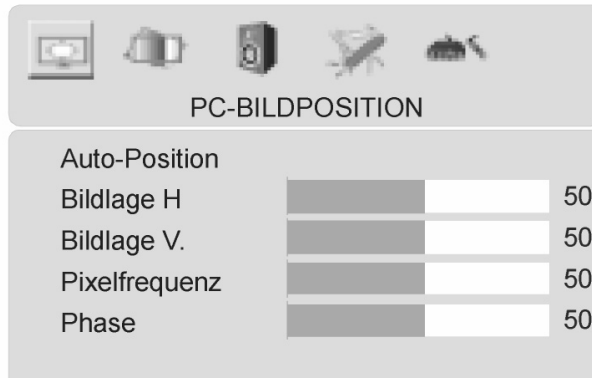 PC-BILDPOSITION
Auto-Position
Bildlage H 50
Bildlage V. 50
Pixelfrequenz 50
Phase 50